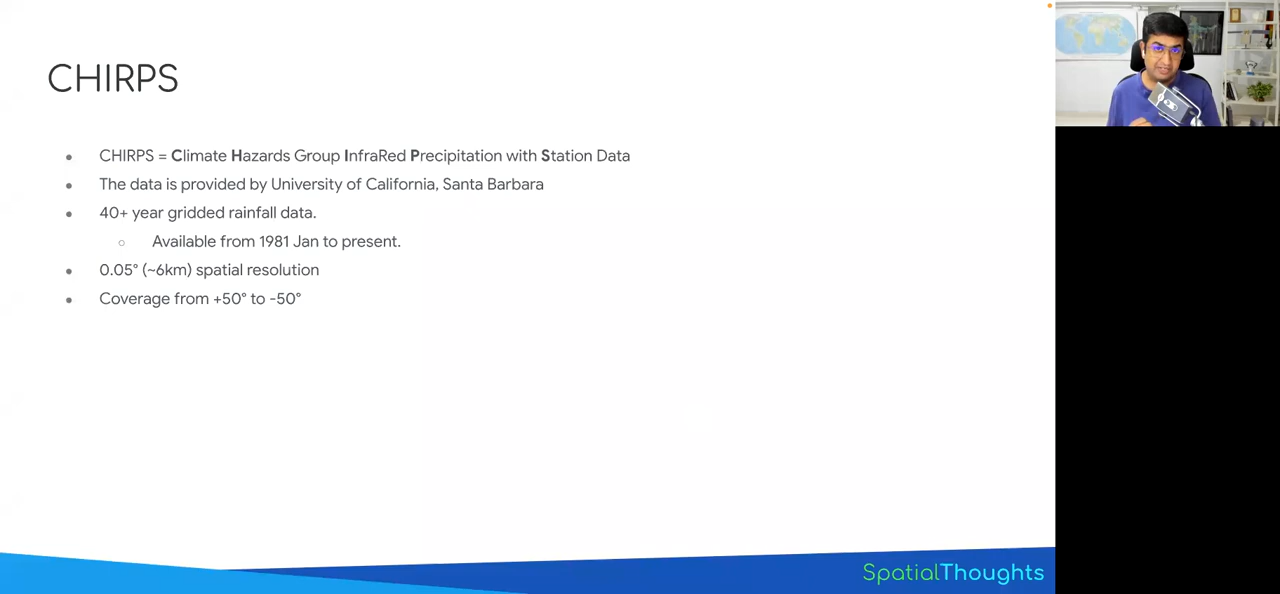 CHIRPS
CHIRPS = Climate Hazards Group InfraRed Precipitation with Station Data
The data is provided by University of California, Santa Barbara
40+ year gridded rainfall data.
Available from 1981 Jan to present.
0.05° (~6km) spatial resolution
Coverage from +50° to -50°
SpatialThoughts